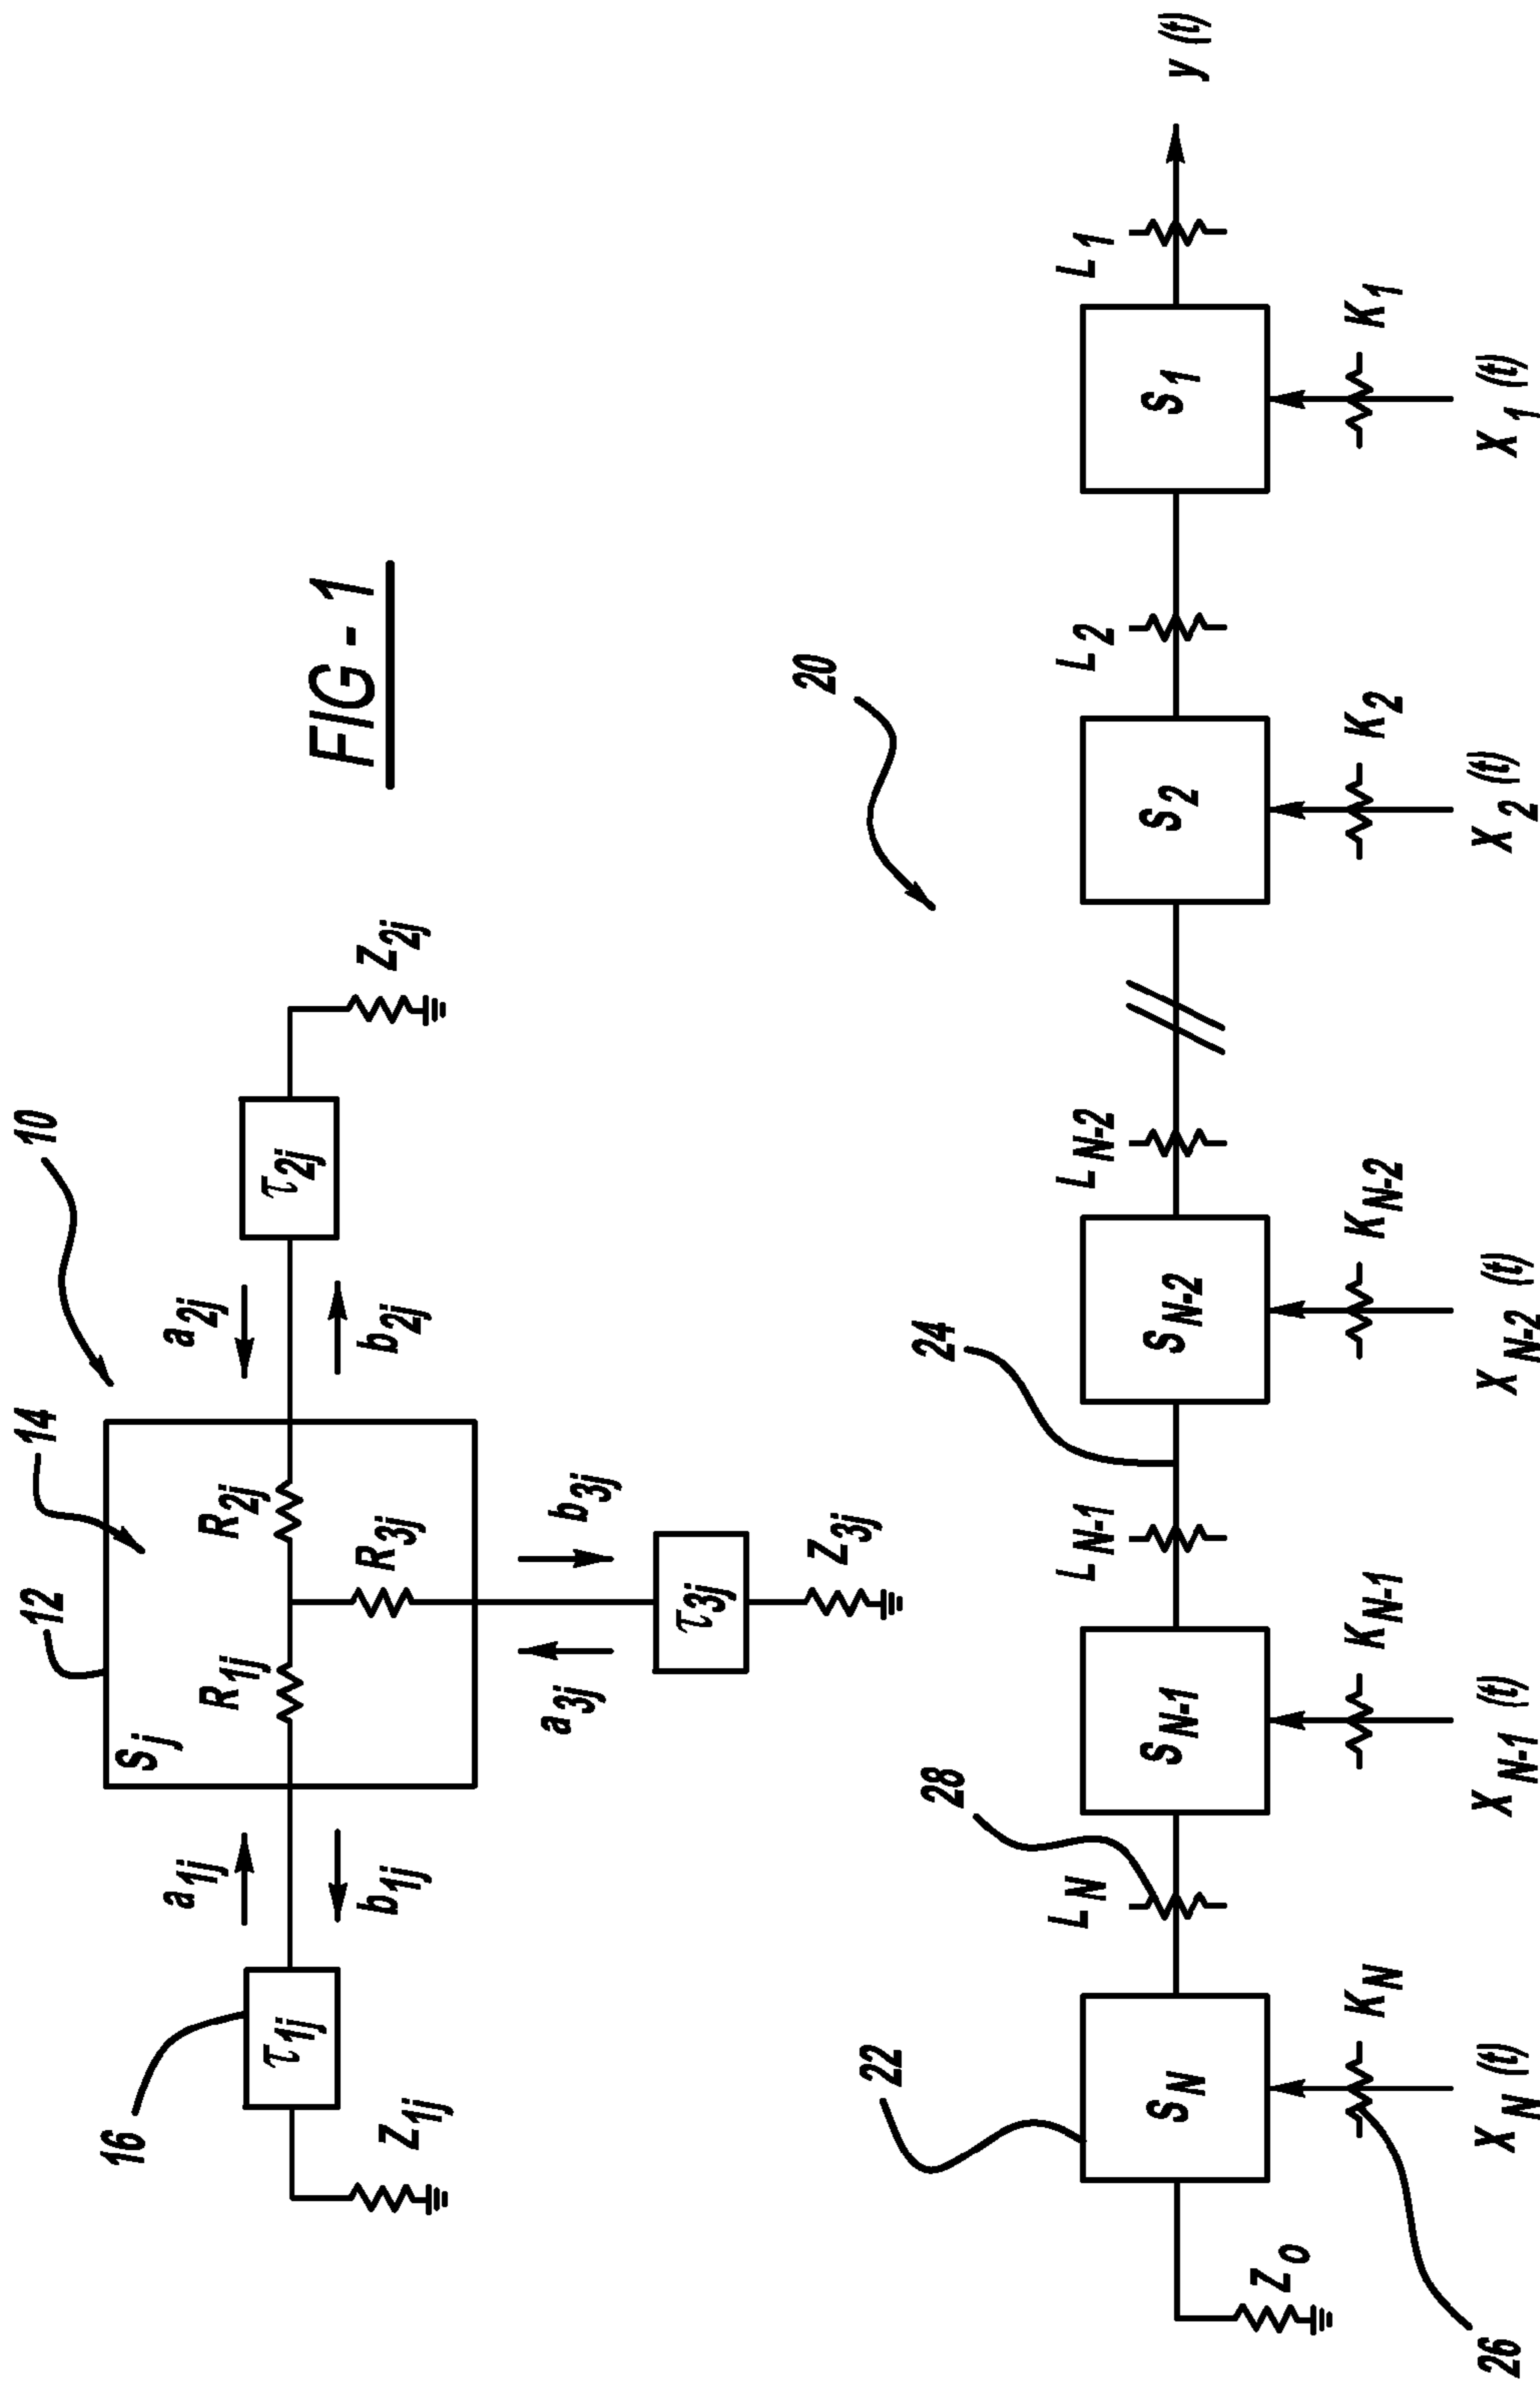 10
12
14
16
S_j
R_1j
R_2j
R_3j
a_1j
b_1j
a_2j
b_2j
a_3j
b_3j
τ_1j
τ_2j
τ_3j
Z_1j
Z_2j
Z_3j
FIG - 1
20
22
28
24
L_N
L_N-1
L_N-2
L_2
L_1
S_N
S_N-1
S_N-2
S_2
S_1
y (t)
Z_o
K_N
K_N-1
K_N-2
K_2
K_1
26
X_N (t)
X_N-1 (t)
X_N-2 (t)
X_2 (t)
X_1 (t)